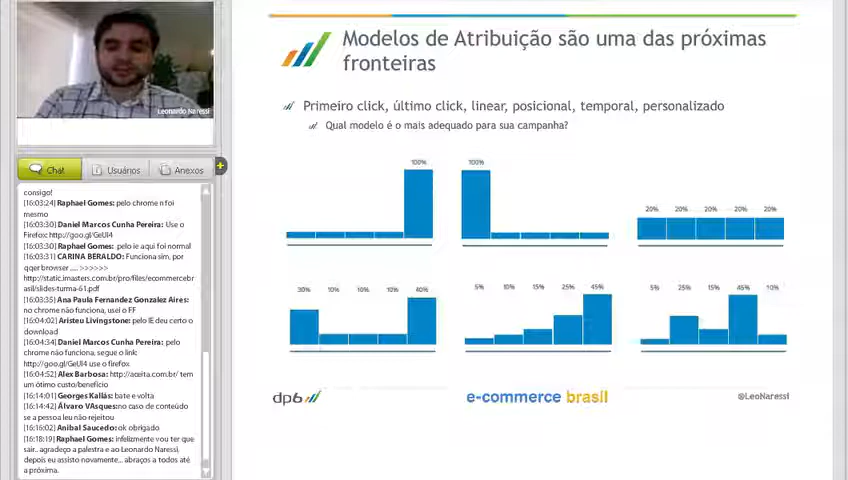 Leonardo Naressi
Chat
Usuários
Anexos
consigo!
[16:03:24] Raphael Gomes: pelo chrome n foi
mesmo
[16:03:30] Daniel Marcos Cunha Pereira: Use o
Firefox: http://goo.gl/GeUl4
[16:03:30] Raphael Gomes: pelo ie aqui foi normal
[16:03:31] CARINA BERALDO: Funciona sim, por
qqer browser .... >>>>>>
http://static.imasters.com.br/pro/files/ecommercebr
asil/slides-turma-61.pdf
[16:03:35] Ana Paula Fernandez Gonzalez Aires:
no chrome não funciona, usei o FF
[16:04:02] Aristeu Livingstone: pelo IE deu certo o
download
[16:04:34] Daniel Marcos Cunha Pereira: pelo
chrome não funciona, segue o link:
http://goo.gl/GeUl4 use o firefox
[16:04:52] Alex Barbosa: http://aceita.com.br/ tem
um ótimo custo/benefício
[16:14:01] Georges Kallás: bate e volta
[16:14:42] Álvaro VAsques: no caso de conteúdo
se a pessoa leu não rejeitou
[16:16:02] Anibal Saucedo: ok obrigado
[16:18:19] Raphael Gomes: infelizmente vou ter que
sair.. agradeço a palestra e ao Leonardo Naressi,
depois eu assisto novamente... abraços a todos até
a próxima.
Modelos de Atribuição são uma das próximas
fronteiras
Primeiro click, último click, linear, posicional, temporal, personalizado
Qual modelo é o mais adequado para sua campanha?
100%
100%
20% 20% 20% 20% 20%
30% 10% 10% 10% 40%
5% 10% 15% 25% 45%
5% 25% 15% 45% 10%
dp6
e-commerce brasil
@LeoNaressi